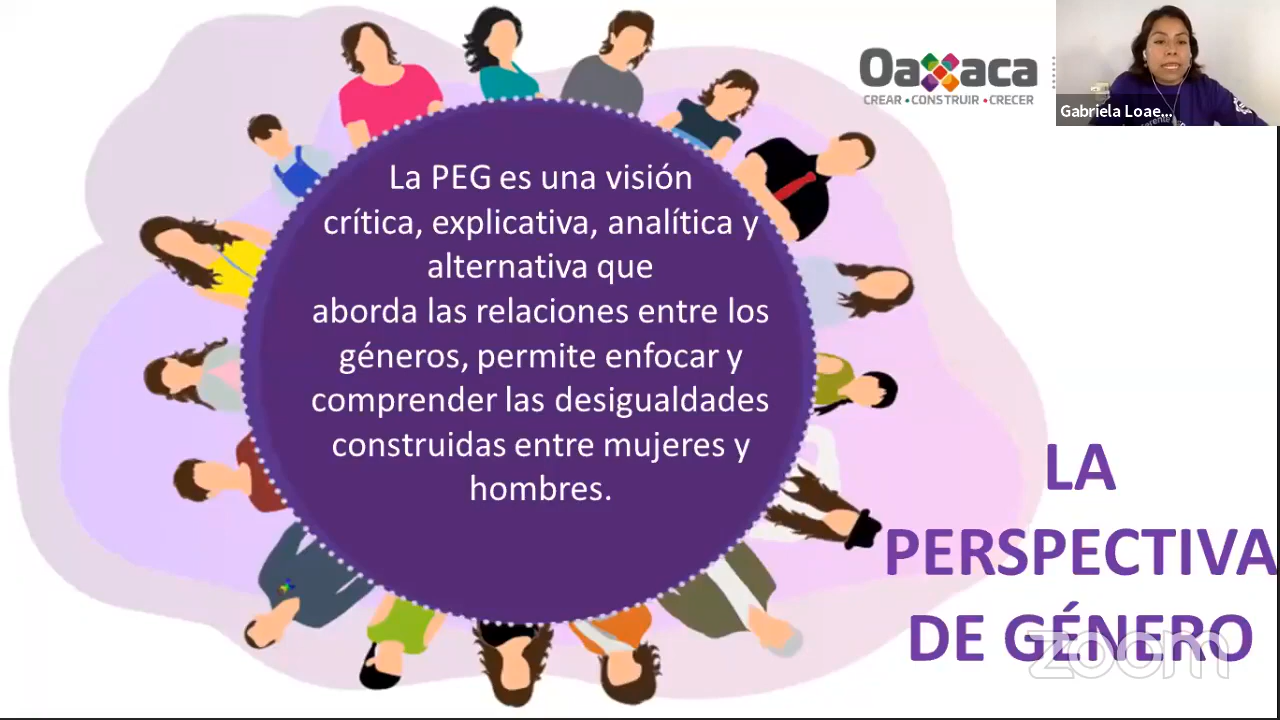 Oaxaca
CREAR • CONSTRUIR • CRECER
Gabriela Loae...
La PEG es una visión
crítica, explicativa, analítica y
alternativa que
aborda las relaciones entre los
géneros, permite enfocar y
comprender las desigualdades
construidas entre mujeres y
hombres.
LA
PERSPECTIVA
DE GÉNERO
zoom